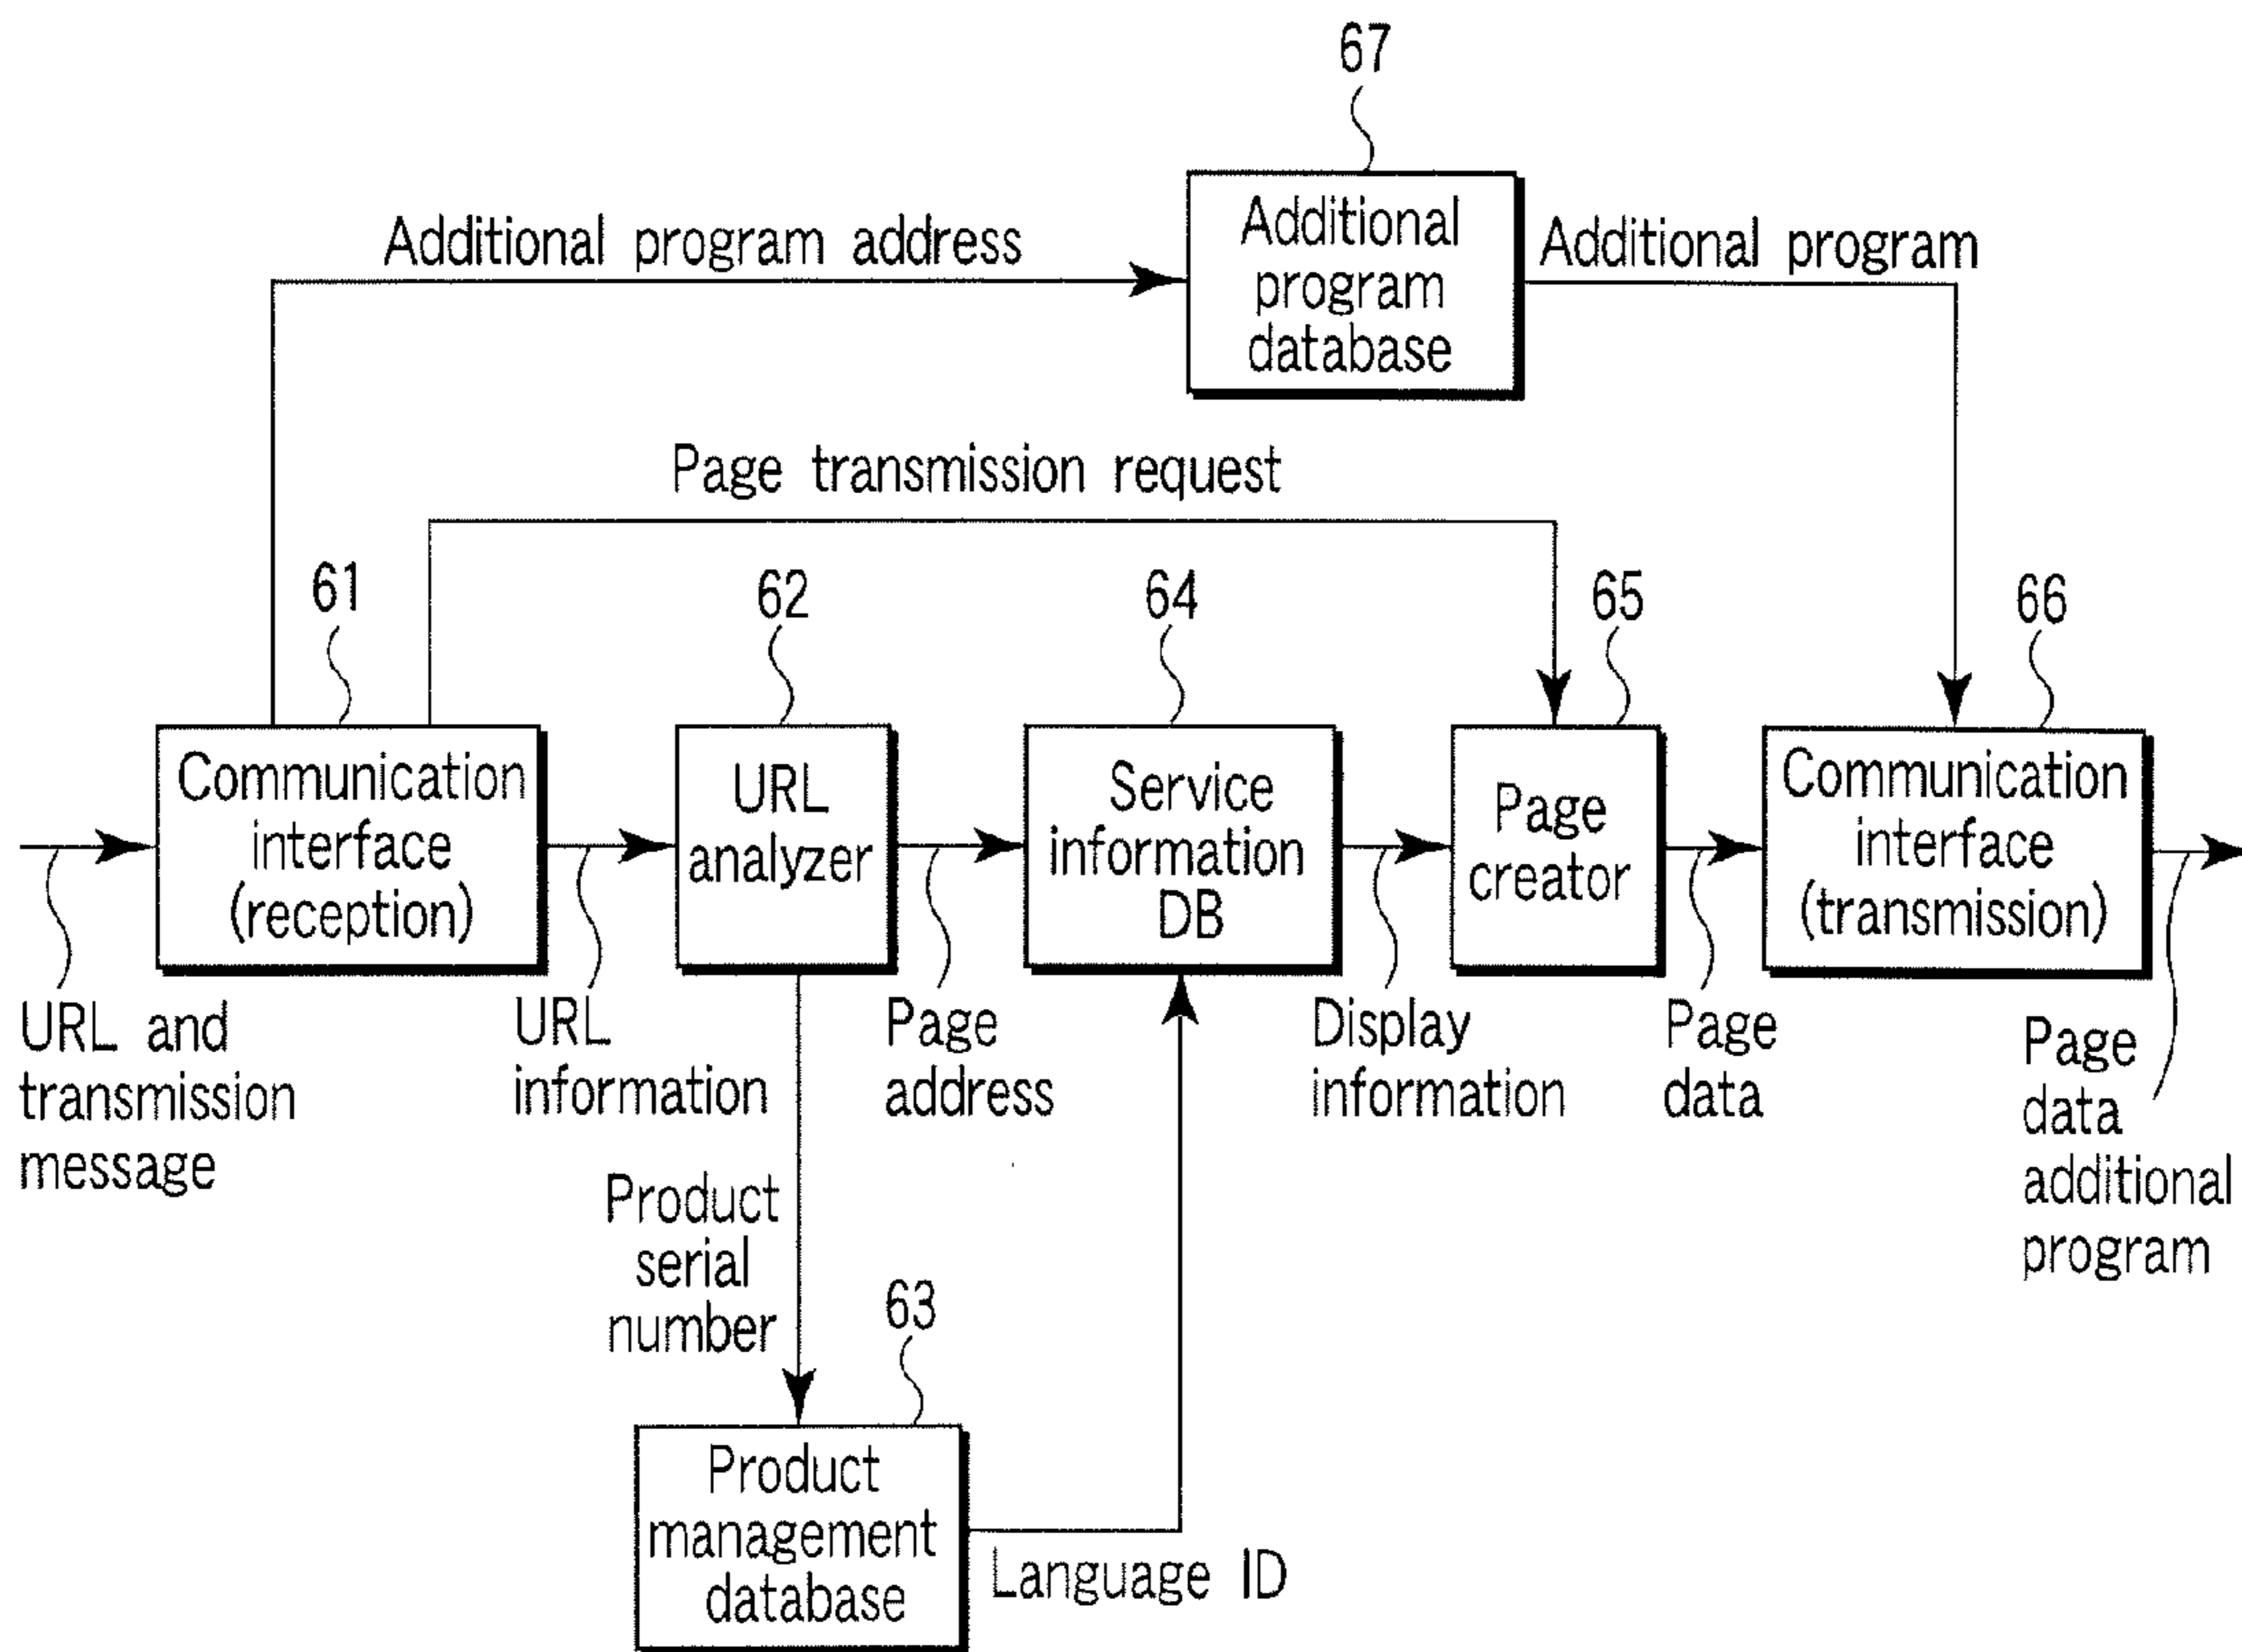 67
Additional
program
database
Additional program address
Additional program
Page transmission request
61
62
64
65
66
Communication
interface
(reception)
URL
analyzer
Service
information
DB
Page
creator
Communication
interface
(transmission)
URL and
transmission
message
URL
information
Page
address
Display
information
Page
data
Page
data
additional
program
Product
serial
number
63
Product
management
database
Language ID